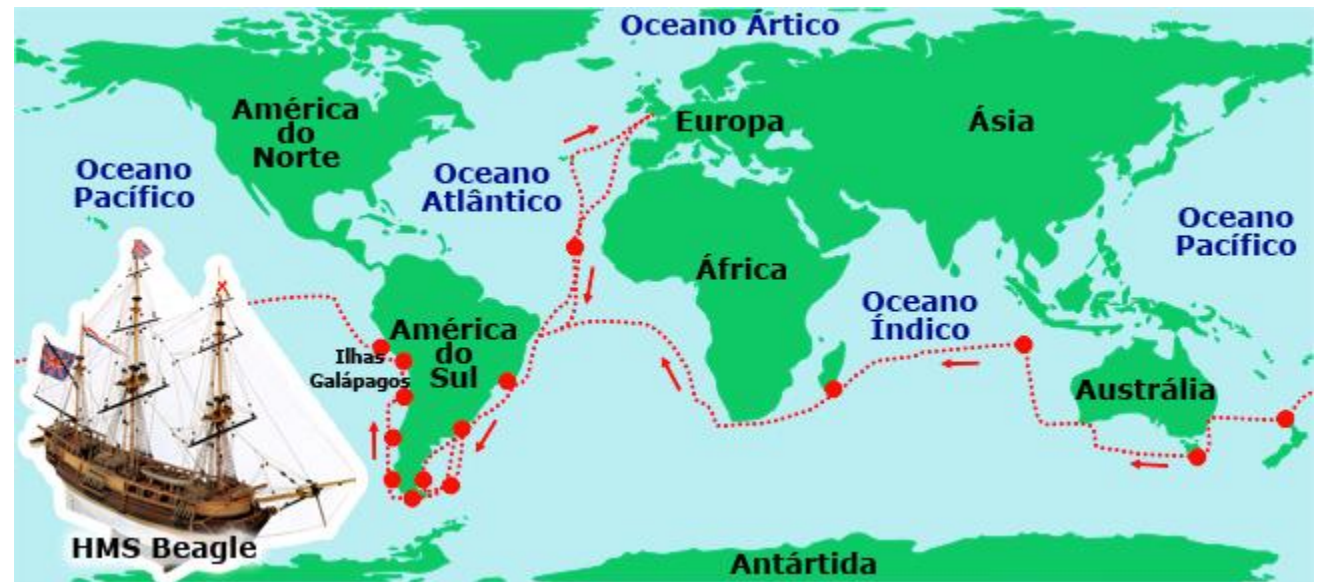 Oceano Ártico
América
do
Norte
Europa
Ásia
Oceano
Pacífico
Oceano
Atlântico
Oceano
Pacífico
África
Oceano
Índico
América
do
Sul
Ilhas
Galápagos
Austrália
HMS Beagle
Antártida